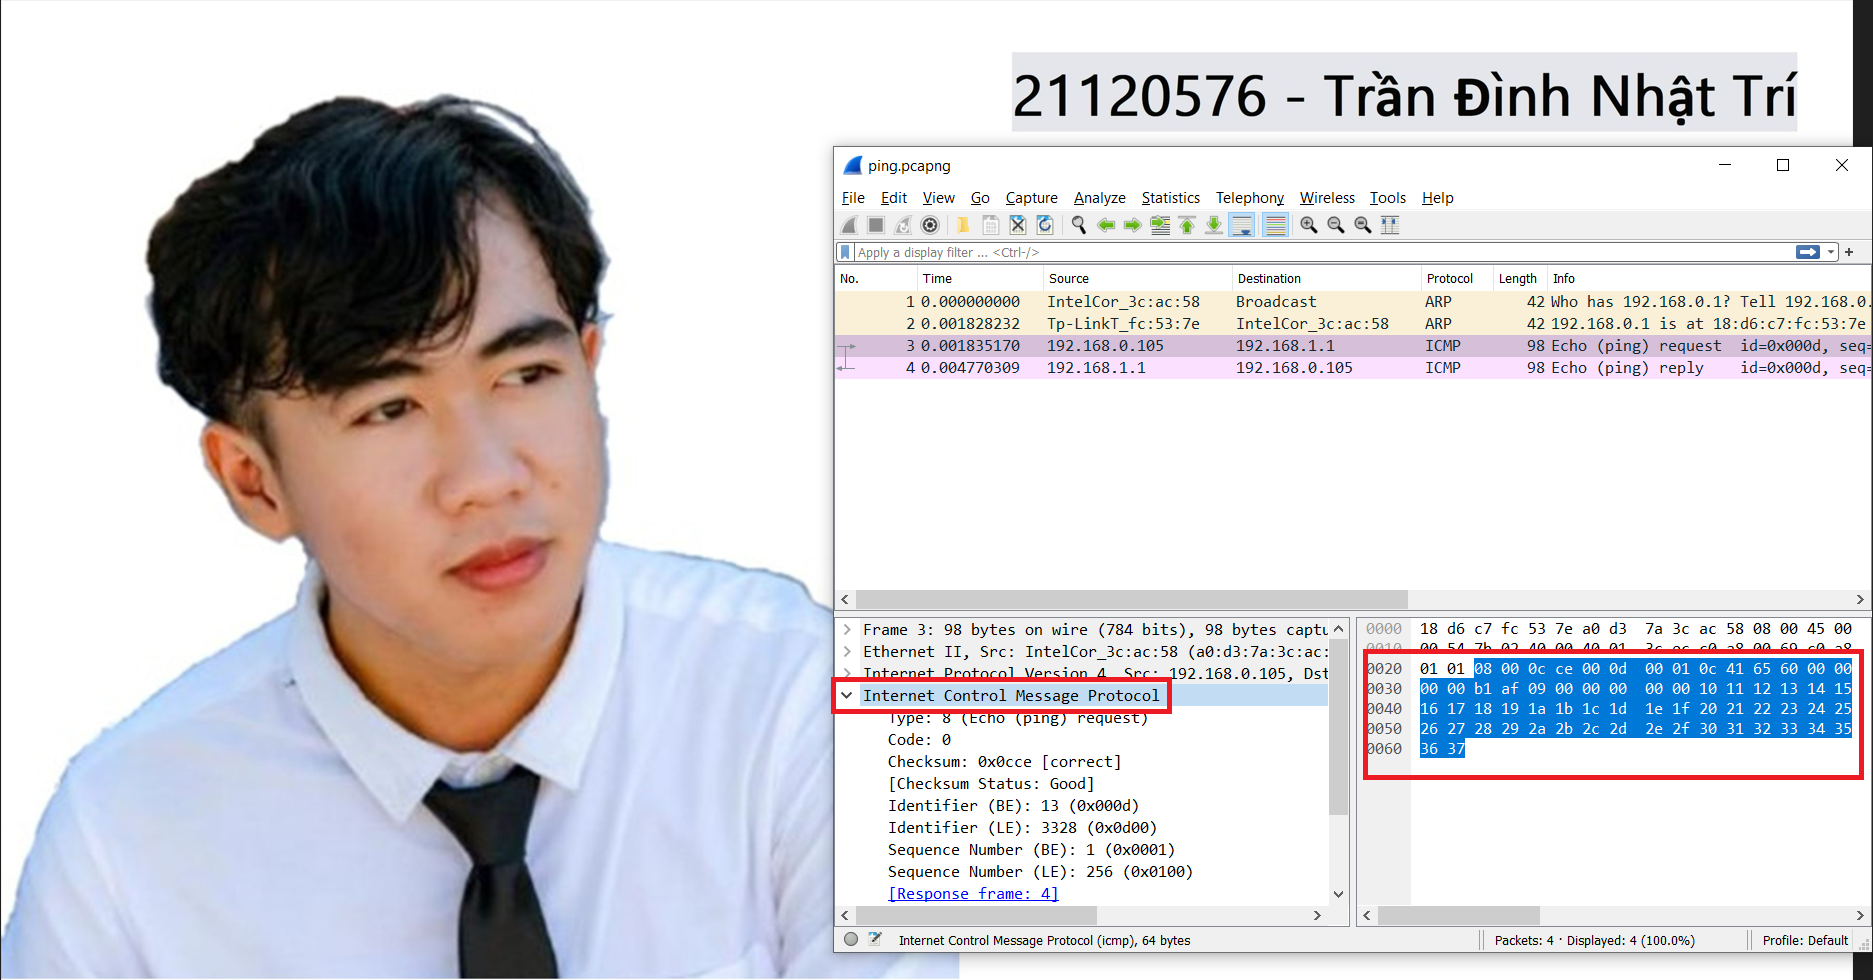 21120576 - Trần Đình Nhật Trí
ping.pcapng
File Edit View Go Capture Analyze Statistics Telephony Wireless Tools Help
Apply a display filter ... <Ctrl-/>
No. Time Source Destination Protocol Length Info
1 0.000000000 IntelCor_3c:ac:58 Broadcast ARP 42 Who has 192.168.0.1? Tell 192.168.0.
2 0.001828232 Tp-LinkT_fc:53:7e IntelCor_3c:ac:58 ARP 42 192.168.0.1 is at 18:d6:c7:fc:53:7e
3 0.001835170 192.168.0.105 192.168.1.1 ICMP 98 Echo (ping) request id=0x000d, seq=
4 0.004770309 192.168.1.1 192.168.0.105 ICMP 98 Echo (ping) reply id=0x000d, seq=
Frame 3: 98 bytes on wire (784 bits), 98 bytes captu
Ethernet II, Src: IntelCor_3c:ac:58 (a0:d3:7a:3c:ac:
Internet Protocol Version 4, Src: 192.168.0.105, Dst
Internet Control Message Protocol
Type: 8 (Echo (ping) request)
Code: 0
Checksum: 0x0cce [correct]
[Checksum Status: Good]
Identifier (BE): 13 (0x000d)
Identifier (LE): 3328 (0x0d00)
Sequence Number (BE): 1 (0x0001)
Sequence Number (LE): 256 (0x0100)
[Response frame: 4]
0000 18 d6 c7 fc 53 7e a0 d3 7a 3c ac 58 08 00 45 00
0010 00 54 7b 02 40 00 40 01 3c ec c0 a8 00 69 c0 a8
0020 01 01 08 00 0c ce 00 0d 00 01 0c 41 65 60 00 00
0030 00 00 b1 af 09 00 00 00 00 00 10 11 12 13 14 15
0040 16 17 18 19 1a 1b 1c 1d 1e 1f 20 21 22 23 24 25
0050 26 27 28 29 2a 2b 2c 2d 2e 2f 30 31 32 33 34 35
0060 36 37
Internet Control Message Protocol (icmp), 64 bytes
Packets: 4 · Displayed: 4 (100.0%)
Profile: Default